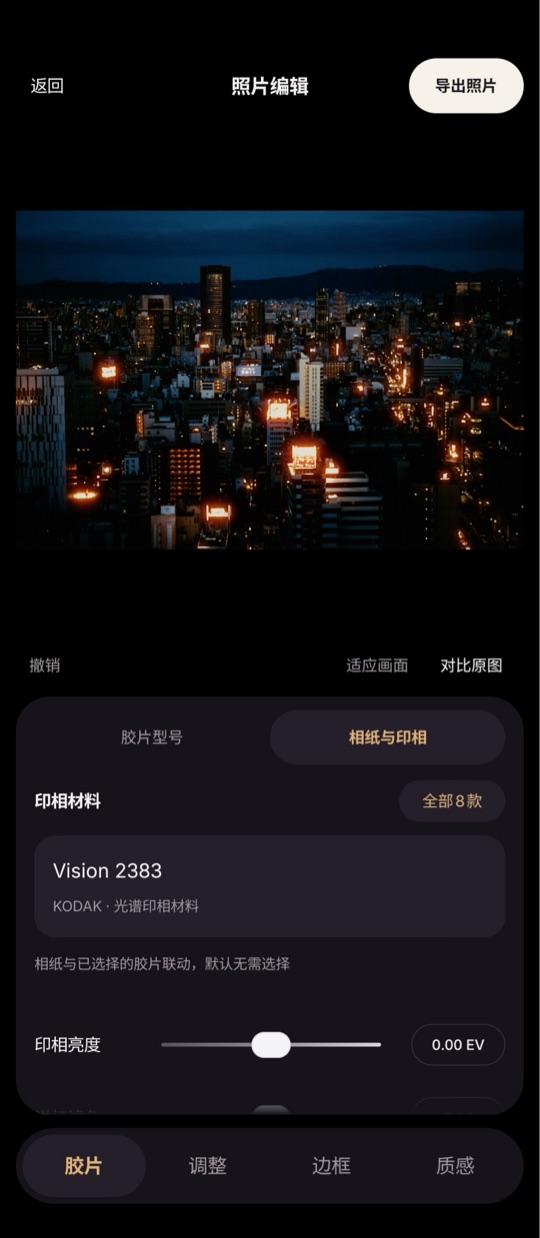 返回
照片编辑
导出照片
撤销
适应画面
对比原图
胶片型号
相纸与印相
印相材料
全部8款
Vision 2383
KODAK · 光谱印相材料
相纸与已选择的胶片联动，默认无需选择
印相亮度
0.00 EV
胶片
调整
边框
质感